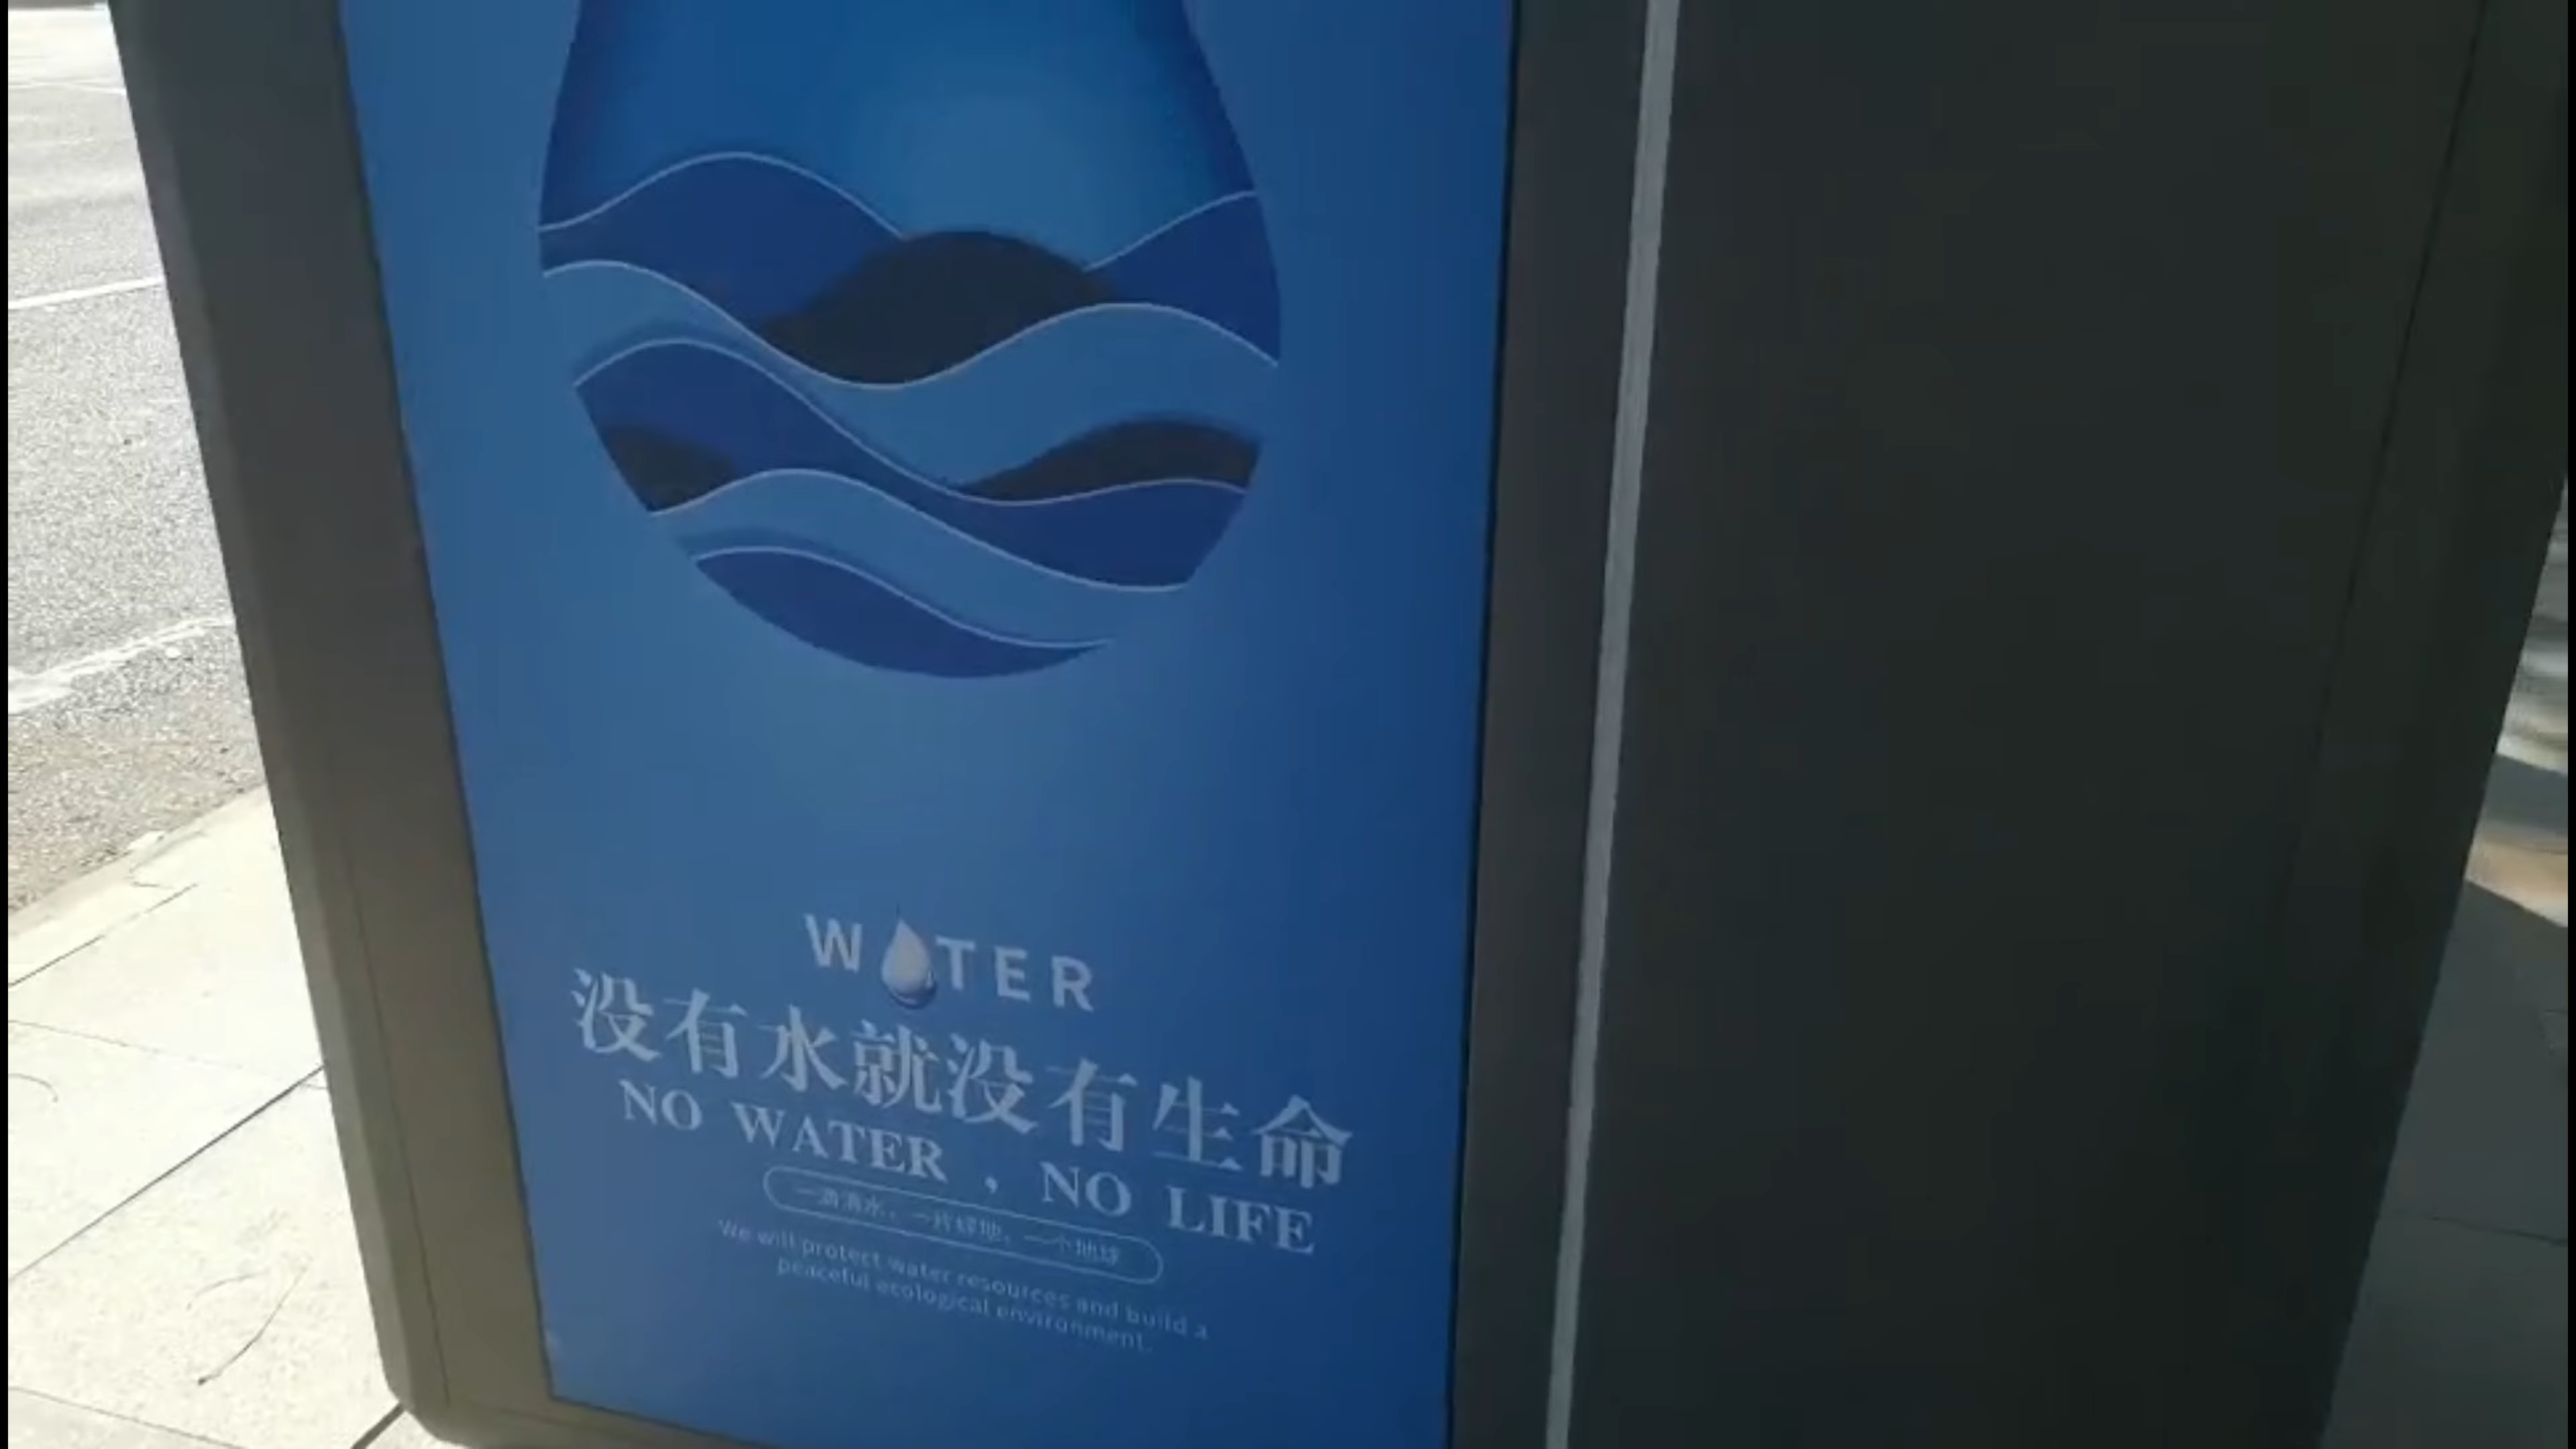 WATER
没有水就没有生命
NO WATER , NO LIFE
一滴清水，一片绿地，一个地球
We will protect water resources and build a
peaceful ecological environment.